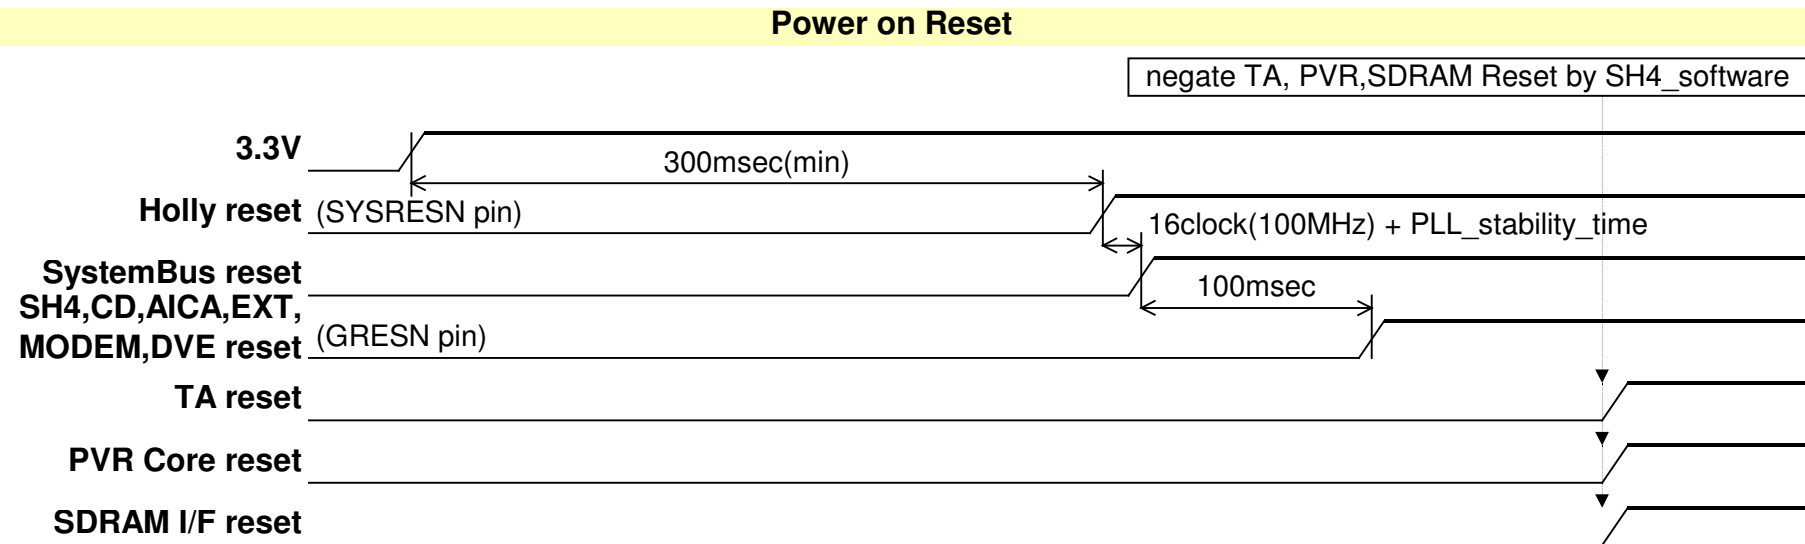 Power on Reset
negate TA, PVR,SDRAM Reset by SH4_software
3.3V
300msec(min)
Holly reset (SYSRESN pin)
16clock(100MHz) + PLL_stability_time
SystemBus reset
100msec
SH4,CD,AICA,EXT,
MODEM,DVE reset (GRESN pin)
TA reset
PVR Core reset
SDRAM I/F reset